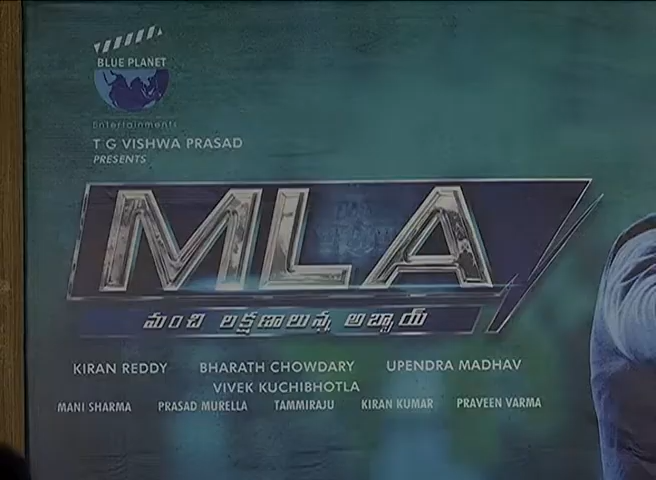 BLUE PLANET
Entertainments
T G VISHWA PRASAD
PRESENTS
MLA
మంచి లక్షణాలున్న అబ్బాయ్
KIRAN REDDY BHARATH CHOWDARY UPENDRA MADHAV
VIVEK KUCHIBHOTLA
MANI SHARMA PRASAD MURELLA TAMMIRAJU KIRAN KUMAR PRAVEEN VARMA